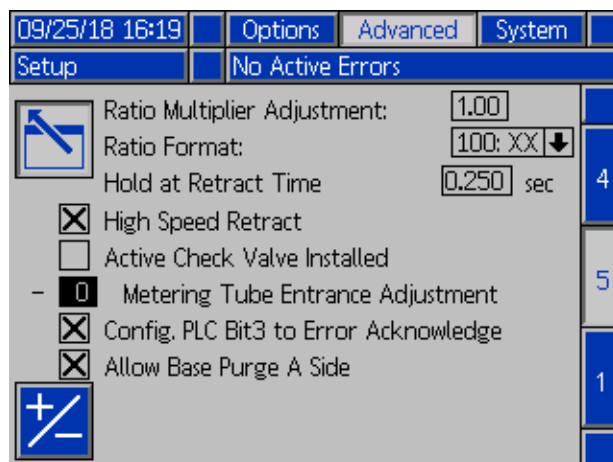 09/25/18 16:19 Options Advanced System
Setup No Active Errors
Ratio Multiplier Adjustment: 1.00
Ratio Format: 100: XX
Hold at Retract Time 0.250 sec
4
High Speed Retract
Active Check Valve Installed
5
- 0 Metering Tube Entrance Adjustment
Config. PLC Bit3 to Error Acknowledge
Allow Base Purge A Side
1
+/-